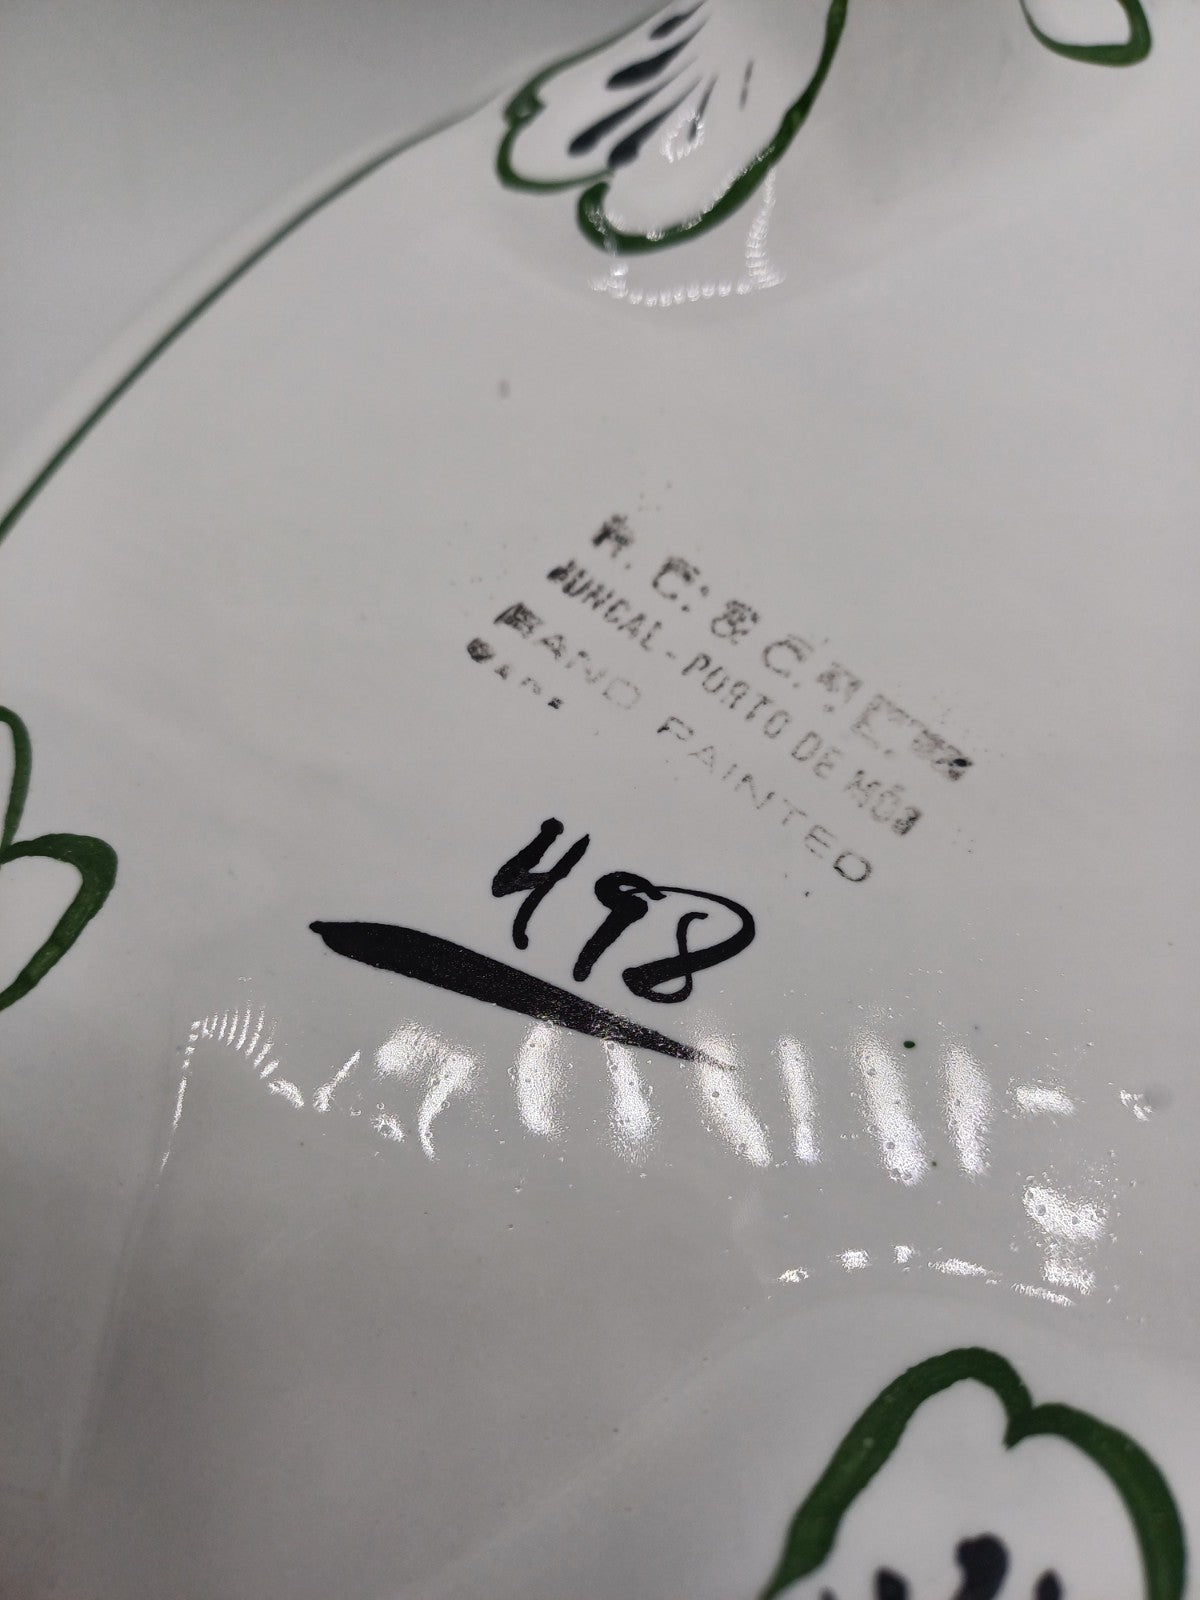 C. & C.
JUNCAL - PORTO DE MÓS
HAND PAINTED
498